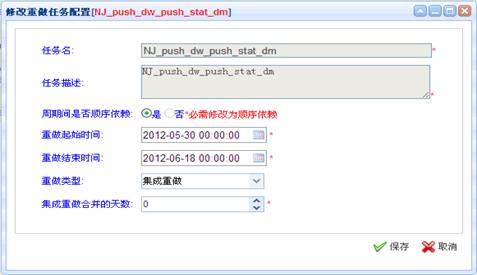 修改重做任务配置[NJ_push_dw_push_stat_dm]
任务名: NJ_push_dw_push_stat_dm *
任务描述: NJ_push_dw_push_stat_dm *
周期间是否顺序依赖: 是 否 *必需修改为顺序依赖
重做起始时间: 2012-05-30 00:00:00 *
重做结束时间: 2012-06-18 00:00:00 *
重做类型: 集成重做
集成重做合并的天数: 0 *
保存 取消